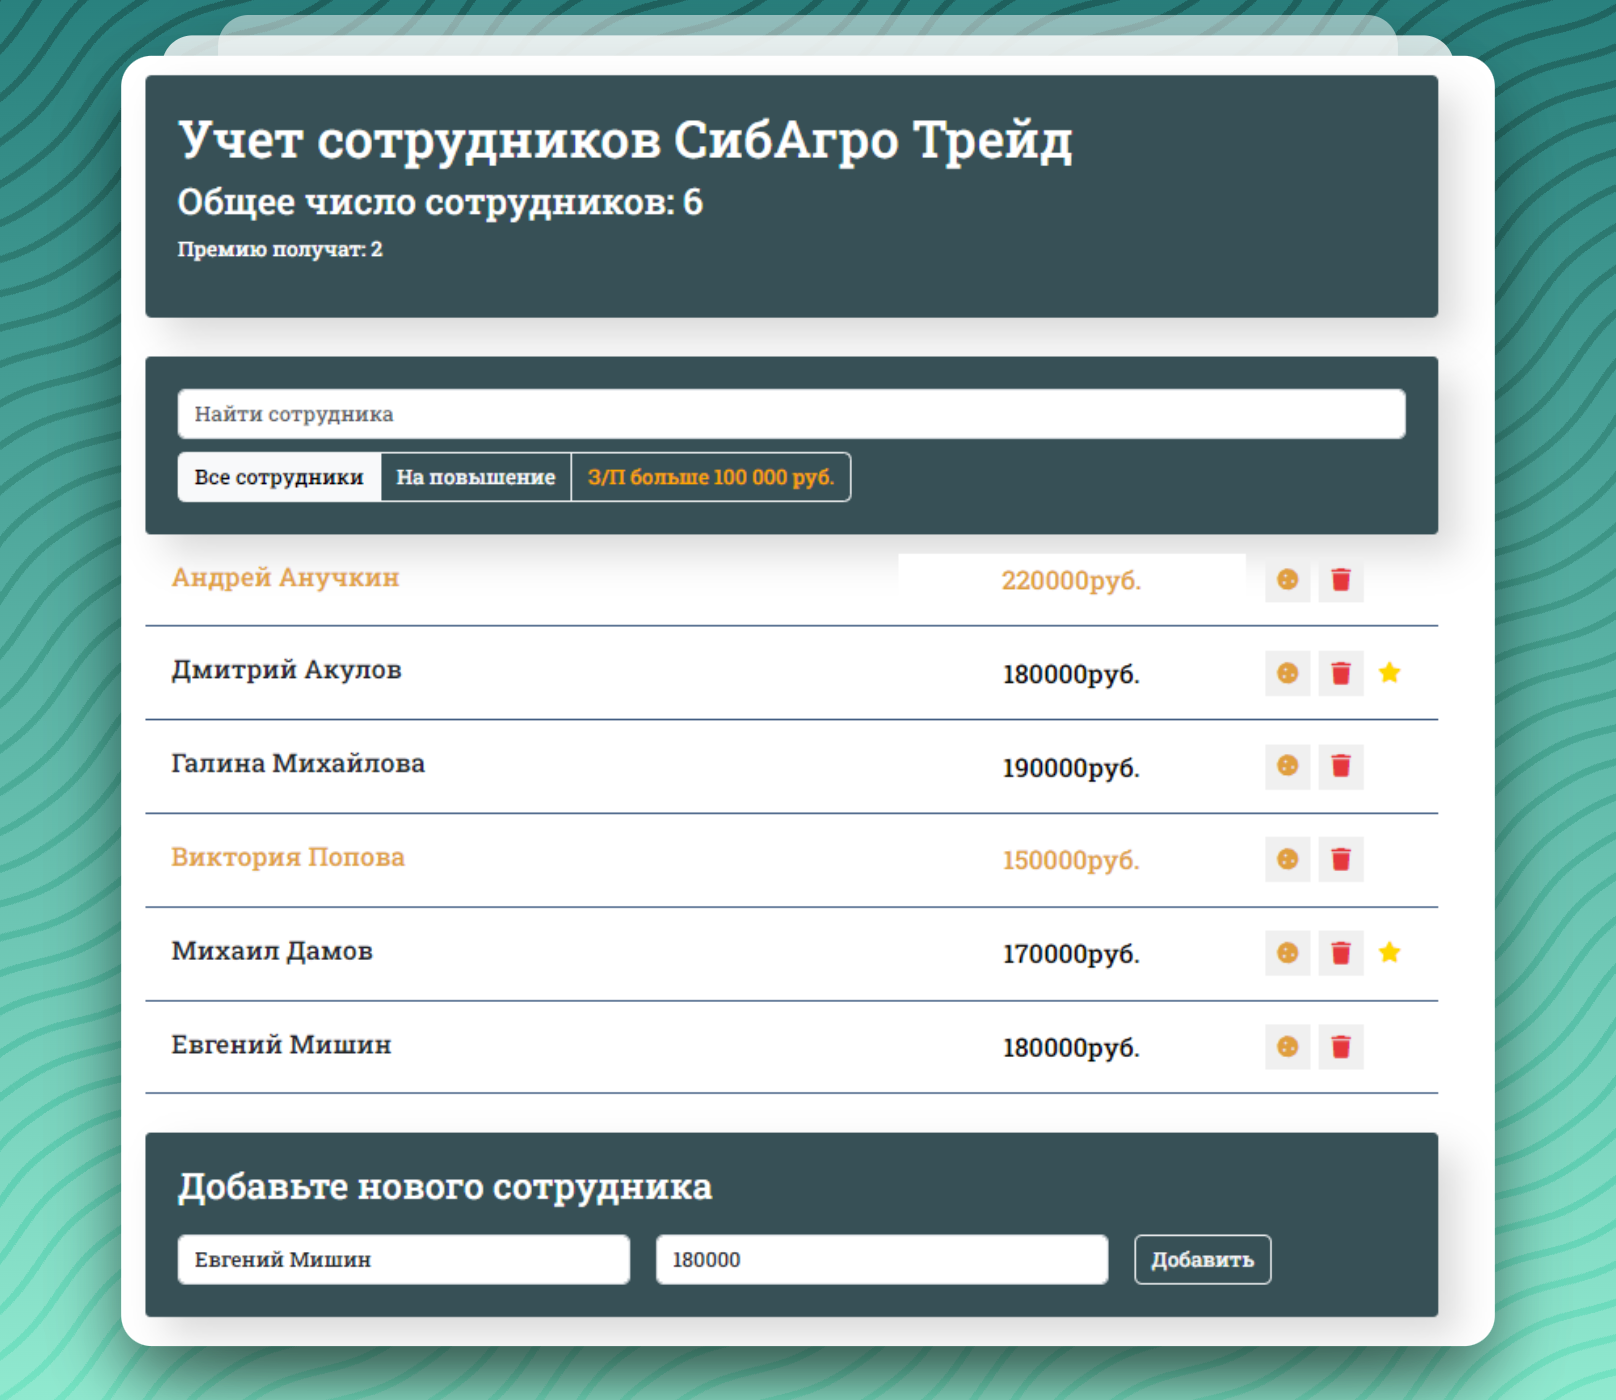 Учет сотрудников СибАгро Трейд
Общее число сотрудников: 6
Премию получат: 2
Найти сотрудника
Все сотрудники На повышение З/П больше 100 000 руб.
Андрей Анучкин 220000руб.
Дмитрий Акулов 180000руб.
Галина Михайлова 190000руб.
Виктория Попова 150000руб.
Михаил Дамов 170000руб.
Евгений Мишин 180000руб.
Добавьте нового сотрудника
Евгений Мишин 180000 Добавить